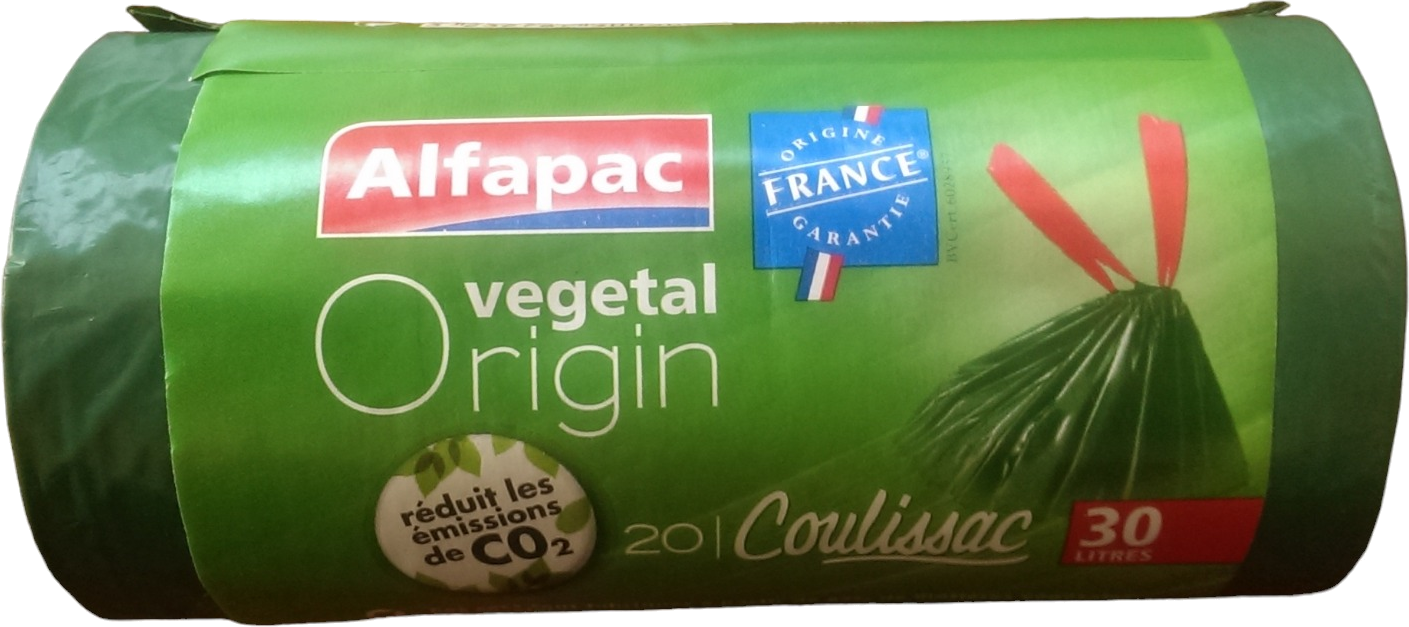 Alfapac
vegetal
Origin
ORIGINE
FRANCE®
GARANTIE
réduit les
émissions
de CO₂
20 | Coulissac
30
LITRES